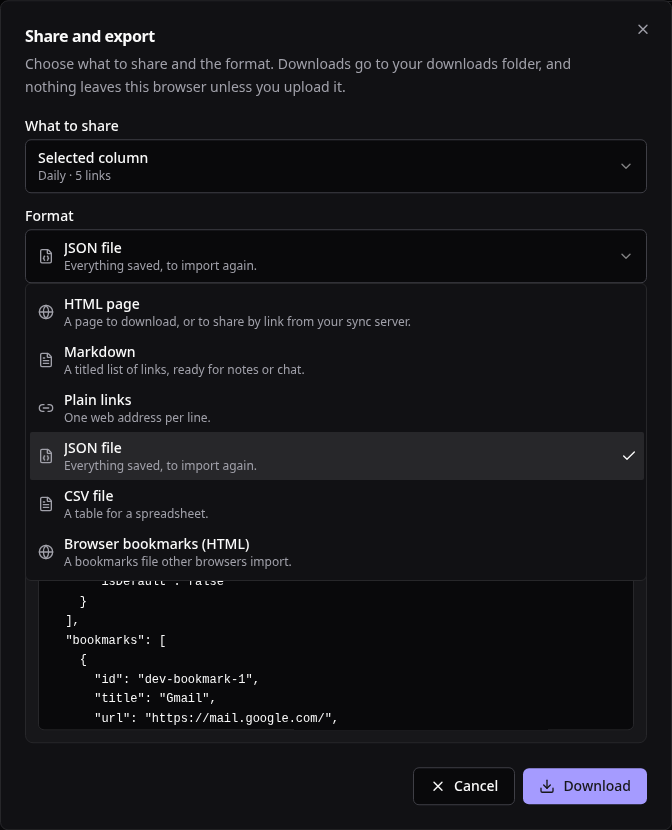 Share and export
Choose what to share and the format. Downloads go to your downloads folder, and
nothing leaves this browser unless you upload it.
What to share
Selected column
Daily · 5 links
Format
JSON file
Everything saved, to import again.
HTML page
A page to download, or to share by link from your sync server.
Markdown
A titled list of links, ready for notes or chat.
Plain links
One web address per line.
JSON file
Everything saved, to import again.
CSV file
A table for a spreadsheet.
Browser bookmarks (HTML)
A bookmarks file other browsers import.
"isDefault": false
}
],
"bookmarks": [
{
"id": "dev-bookmark-1",
"title": "Gmail",
"url": "https://mail.google.com/",
Cancel
Download